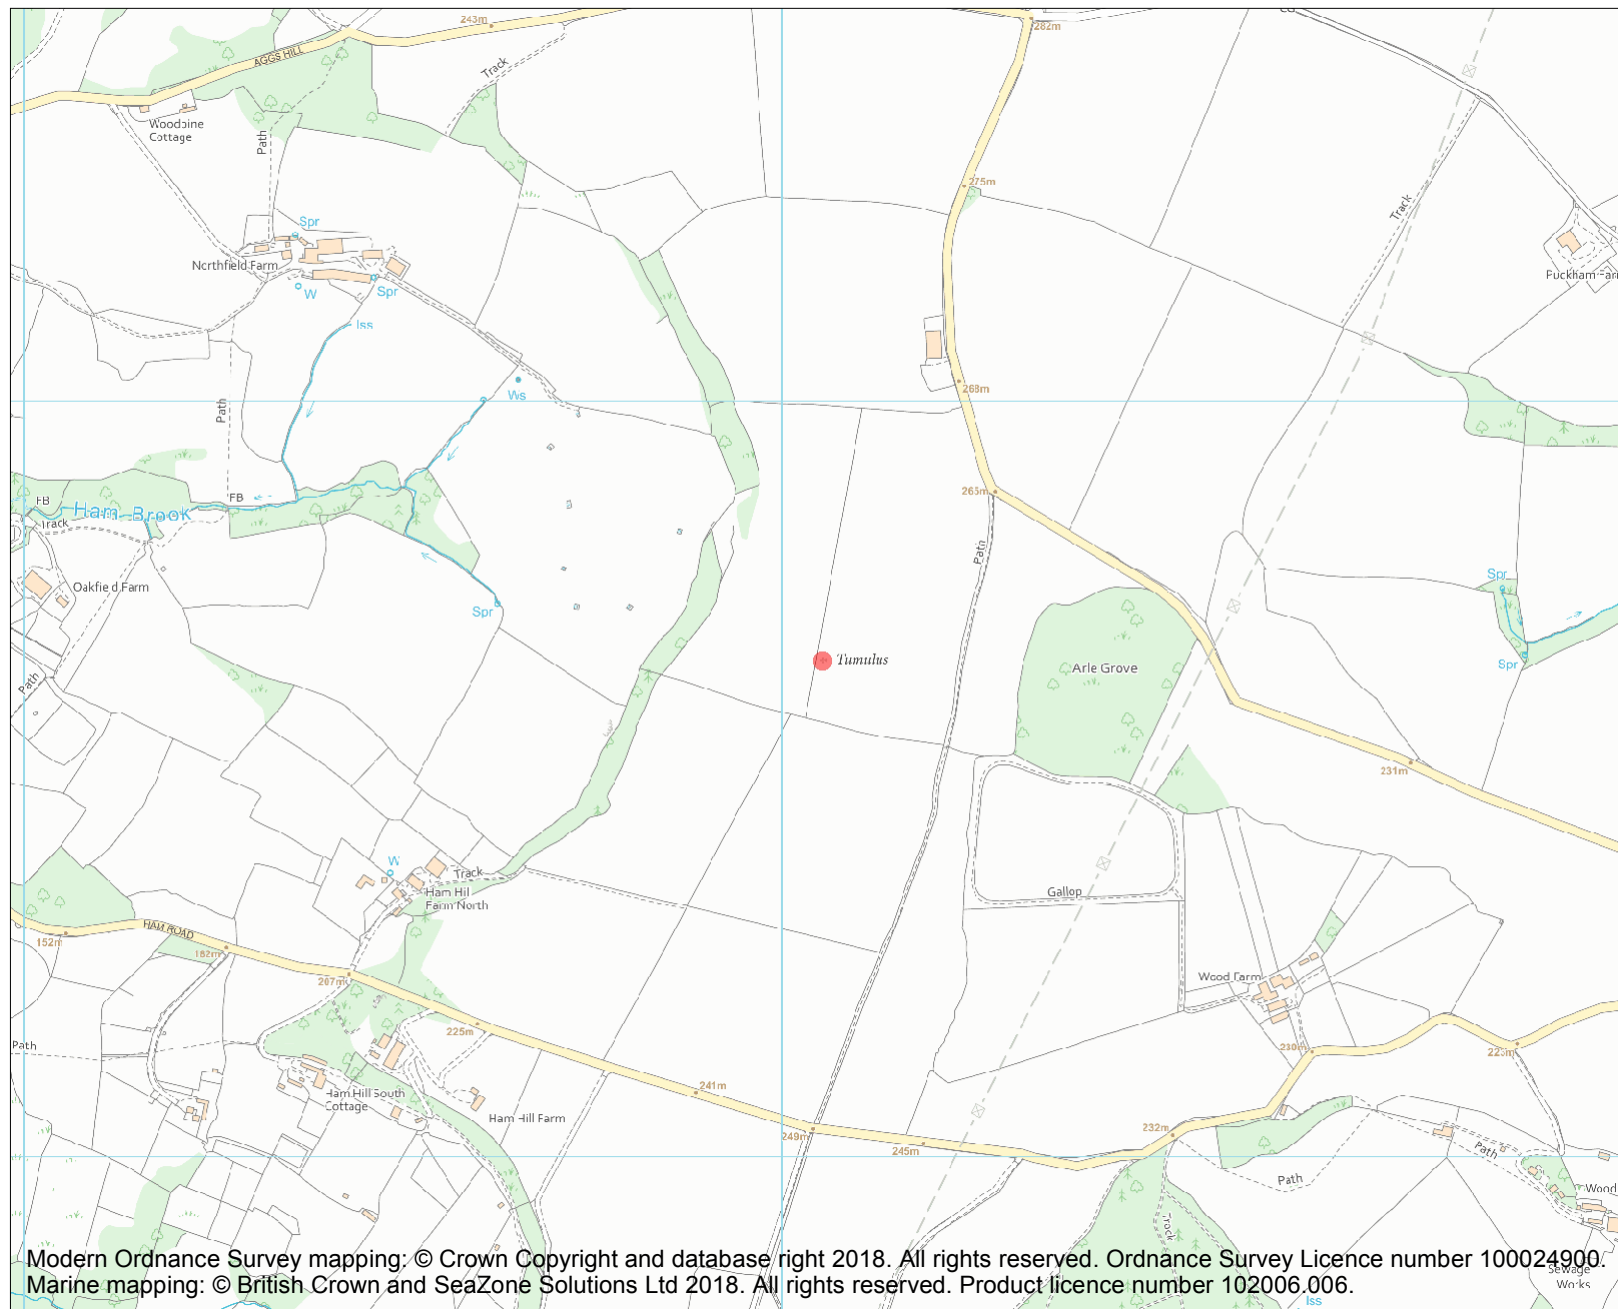 243m
282m
AGGS HILL
Track
Woodbine
Cottage
Path
275m
Track
Spr
Northfield Farm
W
Spr
Iss
Ws
268m
Path
265m
FB
FB
Ham Brook
Track
Path
Oakfield Farm
Spr
Spr
Tumulus
Arle Grove
Spr
Path
231m
W
Track
Ham Hill
Farm North
Gallop
HAM ROAD
152m
182m
207m
Wood Farm
225m
Path
230m
241m
Ham Hill South
Cottage
Ham Hill Farm
249m
245m
232m
Path
Path
Wood
Track
Modern Ordnance Survey mapping: © Crown Copyright and database right 2018. All rights reserved. Ordnance Survey Licence number 100024900.
Sewage
Works
Marine mapping: © British Crown and SeaZone Solutions Ltd 2018. All rights reserved. Product licence number 102006.006.
Iss